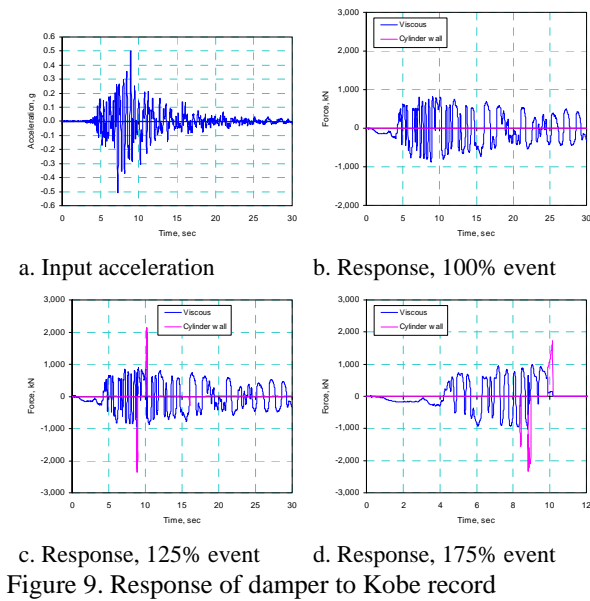 0.6
0.5
0.4
0.3
0.2
0.1
0.0
-0.1
-0.2
-0.3
-0.4
-0.5
-0.6
Acceleration, g
0 5 10 15 20 25 30
Time, sec
a. Input acceleration
3,000
2,000
1,000
0
-1,000
-2,000
Force, kN
Viscous
Cylinder wall
0 5 10 15 20 25 30
Time, sec
b. Response, 100% event
3,000
2,000
1,000
0
-1,000
-2,000
-3,000
Force, kN
Viscous
Cylinder wall
0 5 10 15 20 25 30
Time, sec
c. Response, 125% event
3,000
2,000
1,000
0
-1,000
-2,000
-3,000
Force, kN
Viscous
Cylinder wall
0 2 4 6 8 10 12
Time, sec
d. Response, 175% event
Figure 9. Response of damper to Kobe record